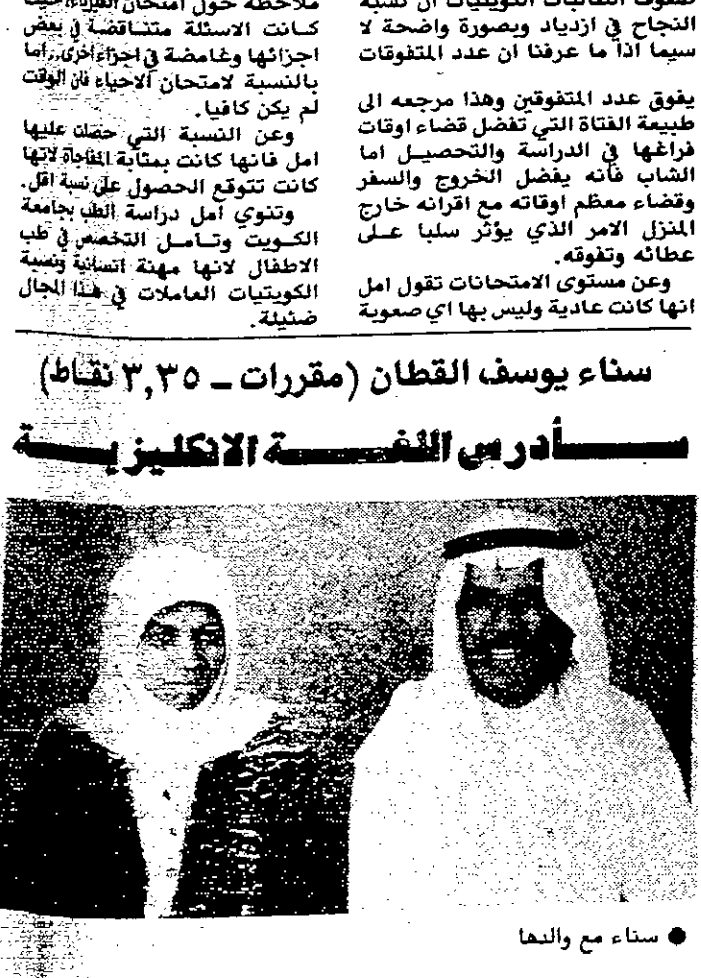 صفوف الطالبات الكويتيات ان نسبة
النجاح في ازدياد وبصورة واضحة لا
سيما اذا ما عرفنا ان عدد المتفوقات
يفوق عدد المتفوقين وهذا مرجعه الى
طبيعة الفتاة التي تفضل قضاء اوقات
فراغها في الدراسة والتحصيل اما
الشاب فأنه يفضل الخروج والسفر
وقضاء معظم اوقاته مع اقرانه خارج
المنزل الامر الذي يؤثر سلبا على
عطائه وتفوقه.
وعن مستوى الامتحانات تقول امل
انها كانت عادية وليس بها اي صعوبة
ملاحظة حول امتحان الفيزياء، حيث
كانت الاسئلة متناقضة في بعض
اجزائها وغامضة في اجزاء اخرى.. اما
بالنسبة لامتحان الاحياء فان الوقت
لم يكن كافيا.
وعن النسبة التي حصلت عليها
امل فانها كانت بمثابة المفاجأة لانها
كانت تتوقع الحصول على نسبة اقل.
وتنوي امل دراسة الطب بجامعة
الكويت وتأمل التخصص في طب
الاطفال لانها مهنة انسانية ونسبة
الكويتيات العاملات في هذا المجال
ضئيلة.
سناء يوسف القطان (مقررات ـ ٣,٣٥ نقاط)
سأدرس اللغة الانكليزية
● سناء مع والدها